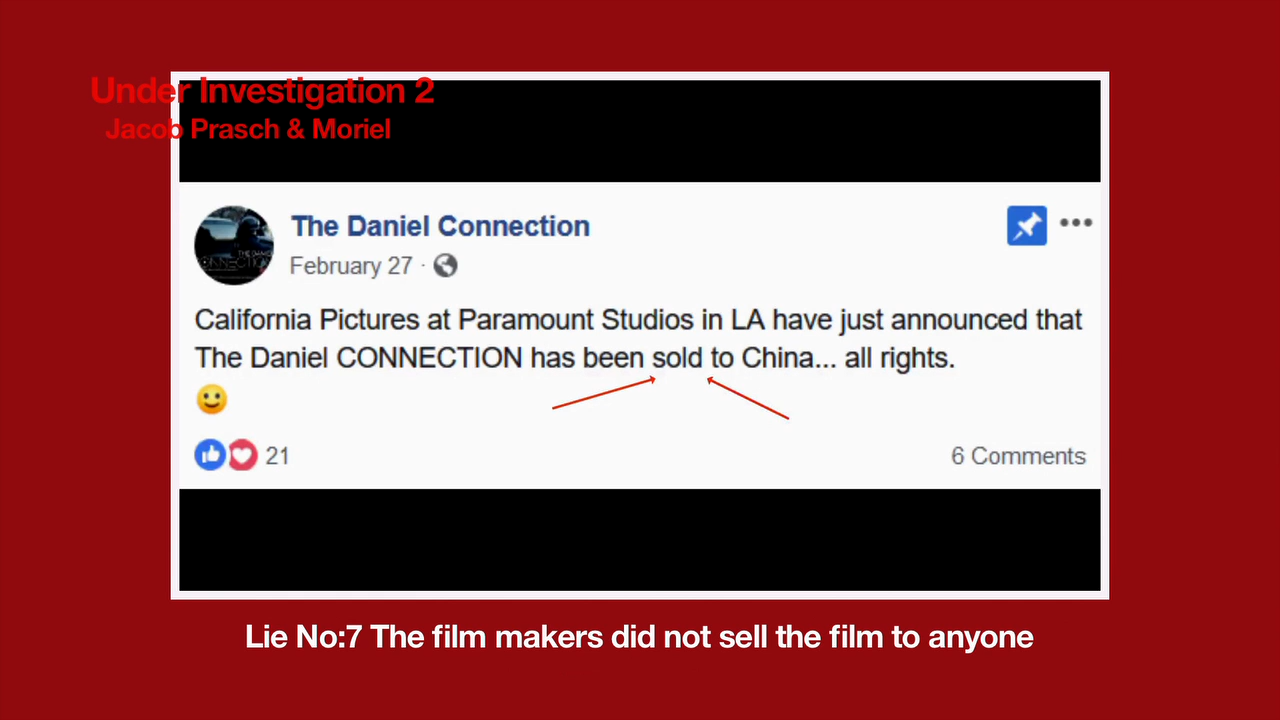 Under Investigation 2
Jacob Prasch & Moriel
The Daniel Connection
February 27 ·
California Pictures at Paramount Studios in LA have just announced that
The Daniel CONNECTION has been sold to China... all rights.
21
6 Comments
Lie No:7 The film makers did not sell the film to anyone